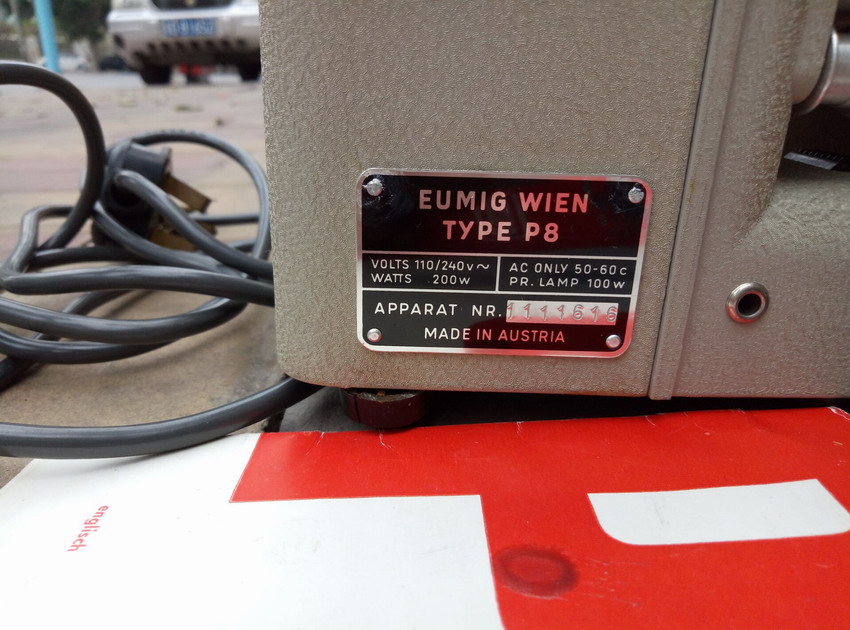 EUMIG WIEN
TYPE P8
VOLTS 110/240v~
WATTS 200w
AC ONLY 50-60c
PR. LAMP 100w
APPARAT NR. 1111616
MADE IN AUSTRIA
englisch